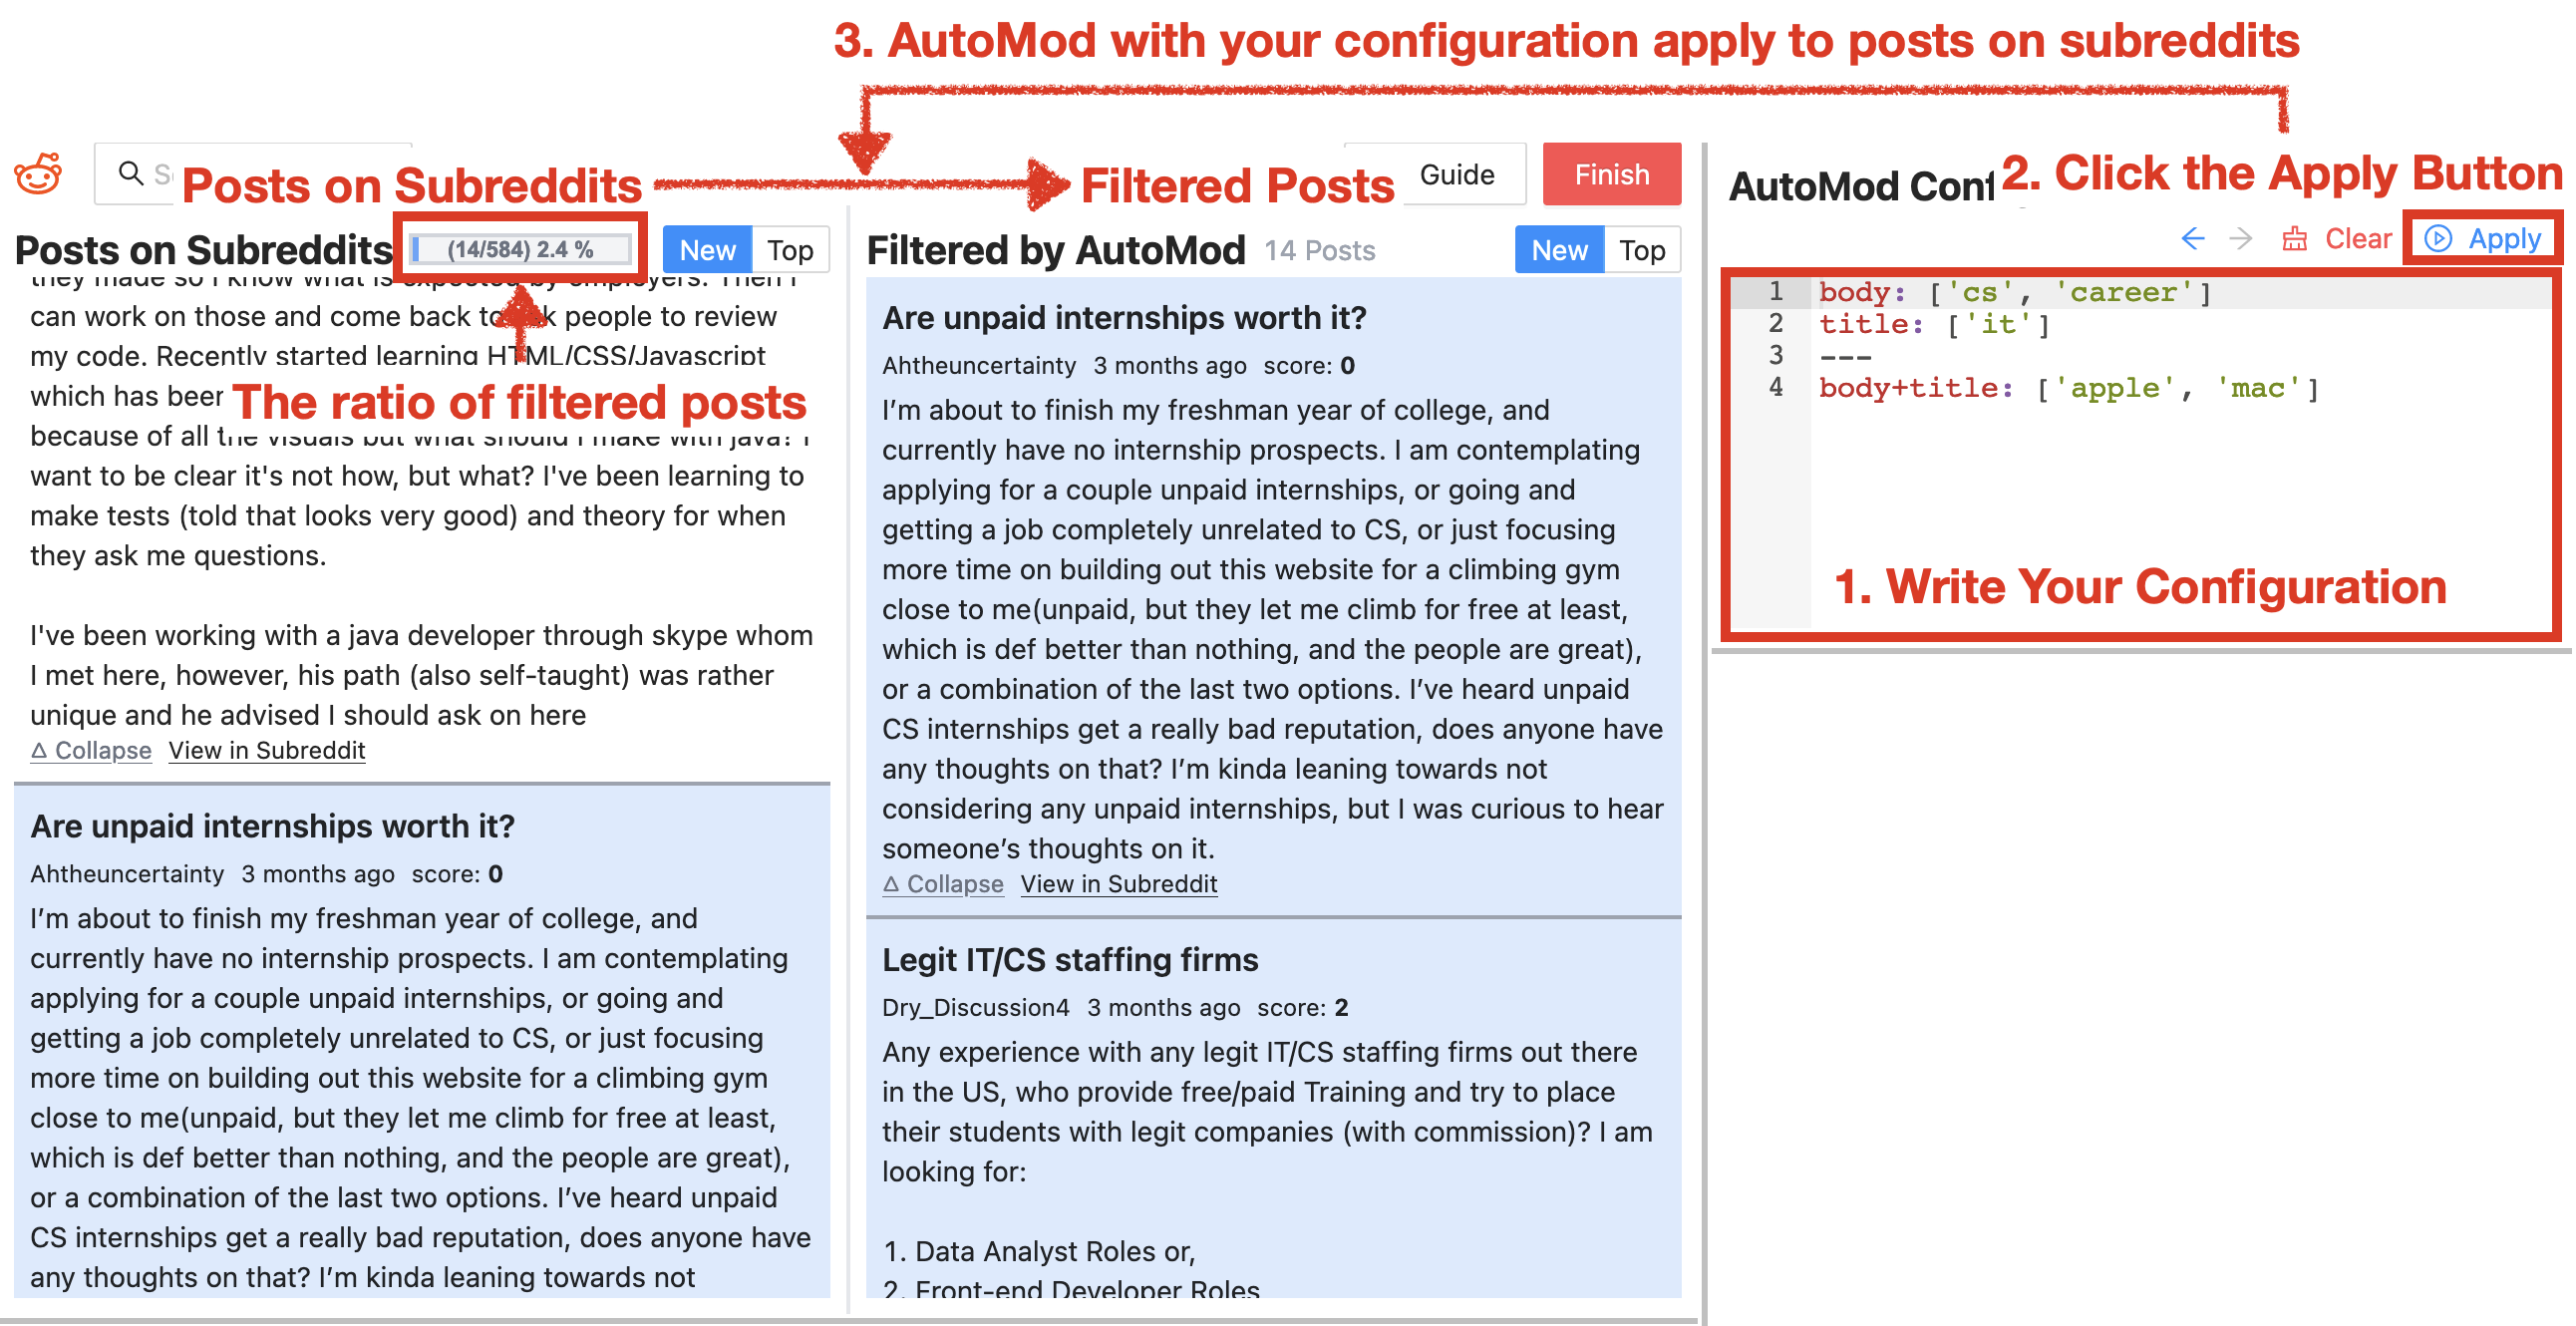 3. AutoMod with your configuration apply to posts on subreddits
Posts on Subreddits
Filtered Posts
Guide
Finish
Posts on Subreddits
(14/584) 2.4 %
New
Top
they made so I know what is expected by employers. Then I
can work on those and come back to people to review
my code. Recently started learning HTML/CSS/Javascript
which has been
The ratio of filtered posts
because of all the visuals but what should I make with java? I
want to be clear it's not how, but what? I've been learning to
make tests (told that looks very good) and theory for when
they ask me questions.
I've been working with a java developer through skype whom
I met here, however, his path (also self-taught) was rather
unique and he advised I should ask on here
Collapse View in Subreddit
Are unpaid internships worth it?
Ahtheuncertainty 3 months ago score: 0
I’m about to finish my freshman year of college, and
currently have no internship prospects. I am contemplating
applying for a couple unpaid internships, or going and
getting a job completely unrelated to CS, or just focusing
more time on building out this website for a climbing gym
close to me(unpaid, but they let me climb for free at least,
which is def better than nothing, and the people are great),
or a combination of the last two options. I’ve heard unpaid
CS internships get a really bad reputation, does anyone have
any thoughts on that? I’m kinda leaning towards not
Filtered by AutoMod 14 Posts
New
Top
Are unpaid internships worth it?
Ahtheuncertainty 3 months ago score: 0
I’m about to finish my freshman year of college, and
currently have no internship prospects. I am contemplating
applying for a couple unpaid internships, or going and
getting a job completely unrelated to CS, or just focusing
more time on building out this website for a climbing gym
close to me(unpaid, but they let me climb for free at least,
which is def better than nothing, and the people are great),
or a combination of the last two options. I’ve heard unpaid
CS internships get a really bad reputation, does anyone have
any thoughts on that? I’m kinda leaning towards not
considering any unpaid internships, but I was curious to hear
someone’s thoughts on it.
Collapse View in Subreddit
Legit IT/CS staffing firms
Dry_Discussion4 3 months ago score: 2
Any experience with any legit IT/CS staffing firms out there
in the US, who provide free/paid Training and try to place
their students with legit companies (with commission)? I am
looking for:
1. Data Analyst Roles or,
2. Front-end Developer Roles
AutoMod Conf
2. Click the Apply Button
Clear
Apply
1 body: ['cs', 'career']
2 title: ['it']
3 ---
4 body+title: ['apple', 'mac']
1. Write Your Configuration